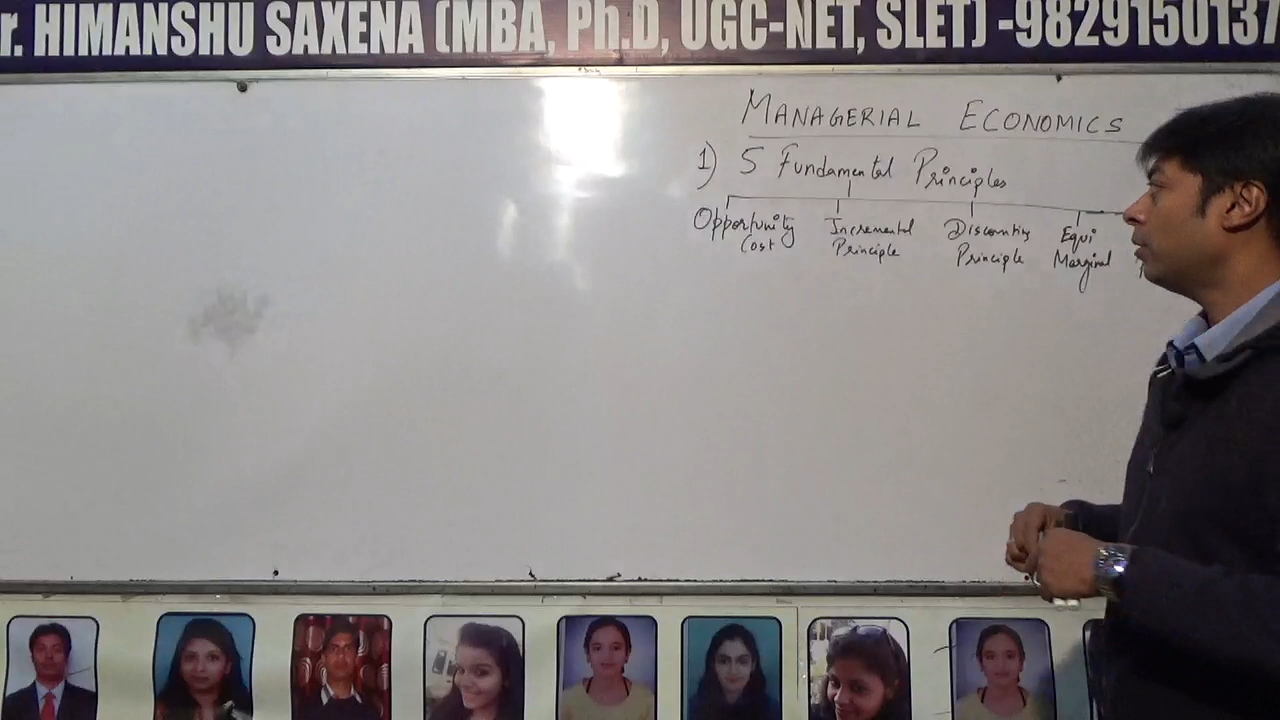 r. HIMANSHU SAXENA (MBA, Ph.D, UGC-NET, SLET) -9829150137
MANAGERIAL ECONOMICS
1) 5 Fundamental Principles
Opportunity Cost
Incremental Principle
Discounting Principle
Equi Marginal